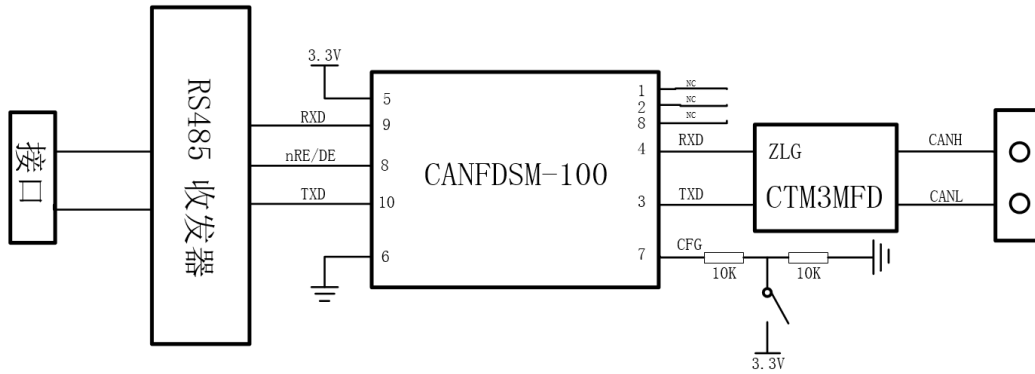 接口
RS485 收发器
3.3V
RXD
nRE/DE
TXD
5
9
8
10
6
CANFDSM-100
1
2
8
4
3
7
NC
NC
NC
RXD
TXD
CFG
10K
10K
3.3V
ZLG
CTM3MFD
CANH
CANL